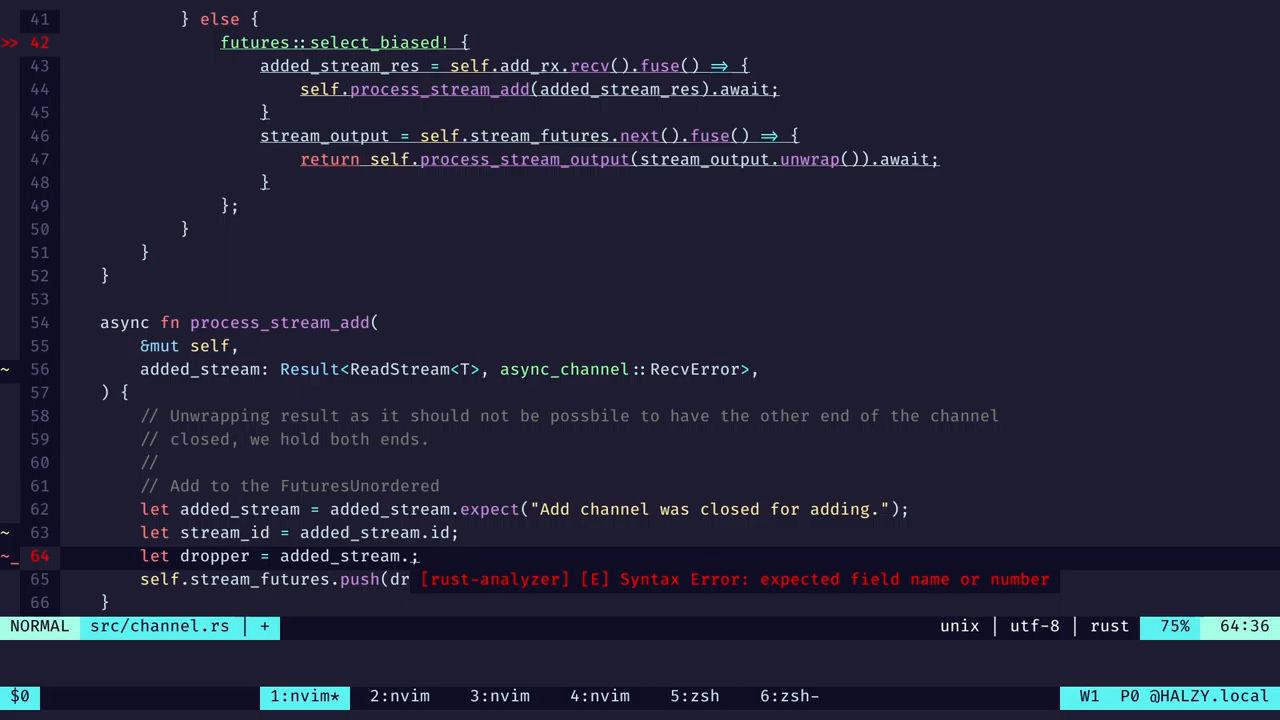 41 } else {
>> 42 futures::select_biased! {
43 added_stream_res = self.add_rx.recv().fuse() => {
44 self.process_stream_add(added_stream_res).await;
45 }
46 stream_output = self.stream_futures.next().fuse() => {
47 return self.process_stream_output(stream_output.unwrap()).await;
48 }
49 };
50 }
51 }
52 }
53
54 async fn process_stream_add(
55 &mut self,
~ 56 added_stream: Result<ReadStream<T>, async_channel::RecvError>,
57 ) {
58 // Unwrapping result as it should not be possbile to have the other end of the channel
59 // closed, we hold both ends.
60 //
61 // Add to the FuturesUnordered
62 let added_stream = added_stream.expect("Add channel was closed for adding.");
~ 63 let stream_id = added_stream.id;
~_ 64 let dropper = added_stream.;
65 self.stream_futures.push(dr [rust-analyzer] [E] Syntax Error: expected field name or number
66 }
NORMAL src/channel.rs | + unix | utf-8 | rust 75% 64:36
$0 1:nvim* 2:nvim 3:nvim 4:nvim 5:zsh 6:zsh- W1 P0 @HALZY.local